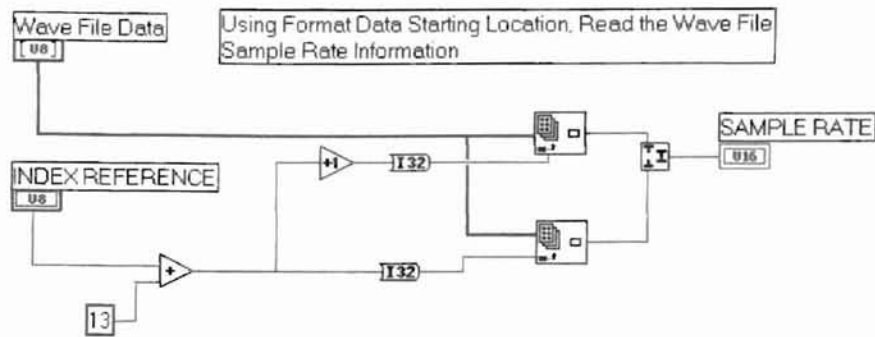 Wave File Data
[U8]
Using Format Data Starting Location, Read the Wave File
Sample Rate Information
SAMPLE RATE
U16
+1
I32
INDEX REFERENCE
U8
+
I32
13